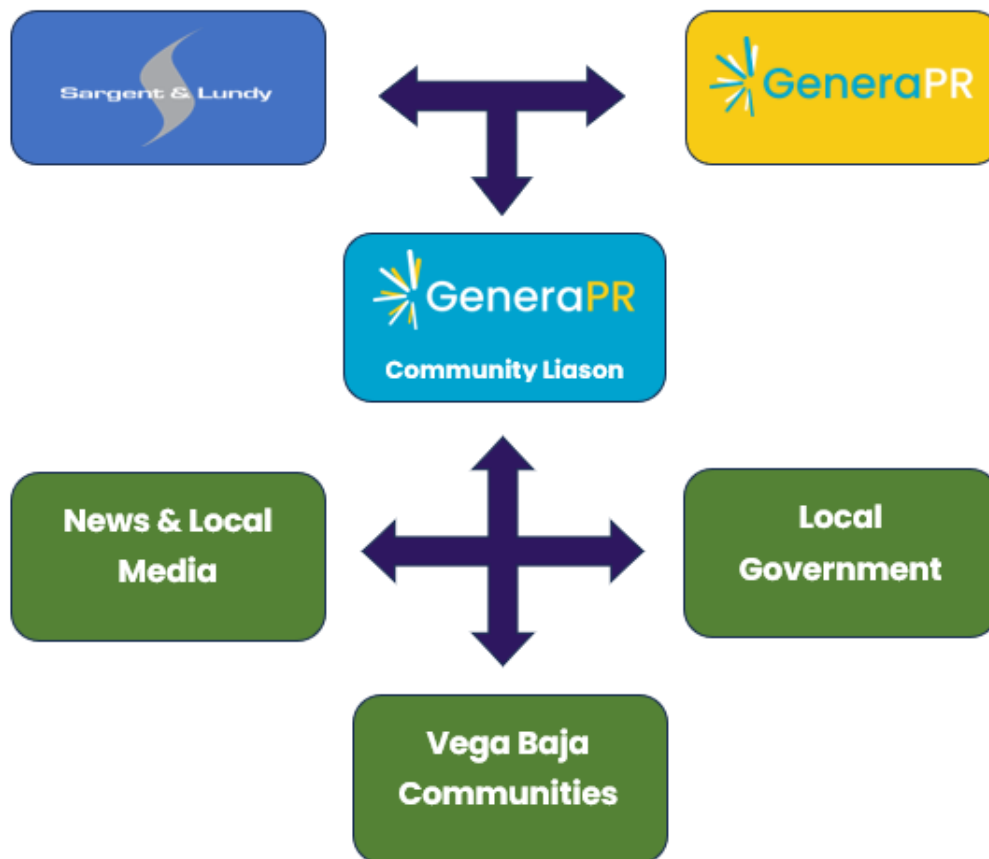 Sargent & Lundy
GeneraPR
GeneraPR
Community Liason
News & Local
Media
Local
Government
Vega Baja
Communities